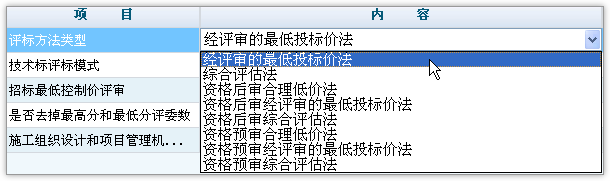 项 目 内 容
评标方法类型 经评审的最低投标价法
技术标评标模式
招标最低控制价评审
是否去掉最高分和最低分评委数
施工组织设计和项目管理机...
经评审的最低投标价法
综合评估法
资格后审合理低价法
资格后审经评审的最低投标价法
资格后审综合评估法
资格预审合理低价法
资格预审经评审的最低投标价法
资格预审综合评估法